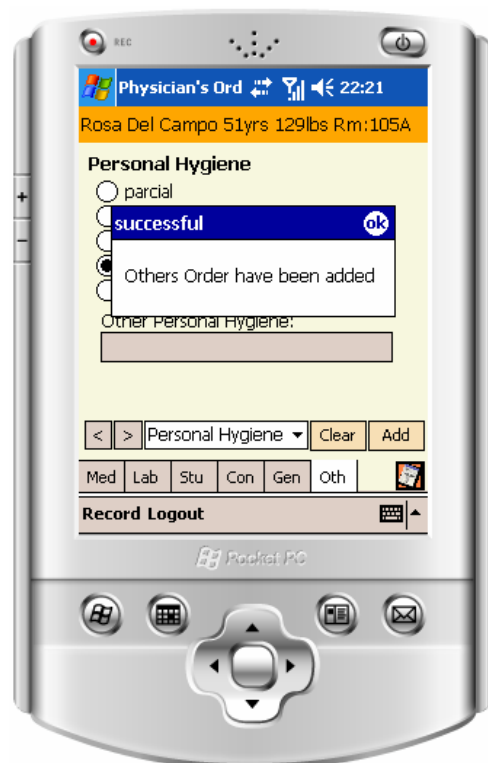 REC
Physician's Ord 22:21
Rosa Del Campo 51yrs 129lbs Rm:105A
Personal Hygiene
parcial
successful ok
Others Order have been added
Other Personal Hygiene:
< > Personal Hygiene Clear Add
Med Lab Stu Con Gen Oth
Record Logout
Pocket PC
+
-